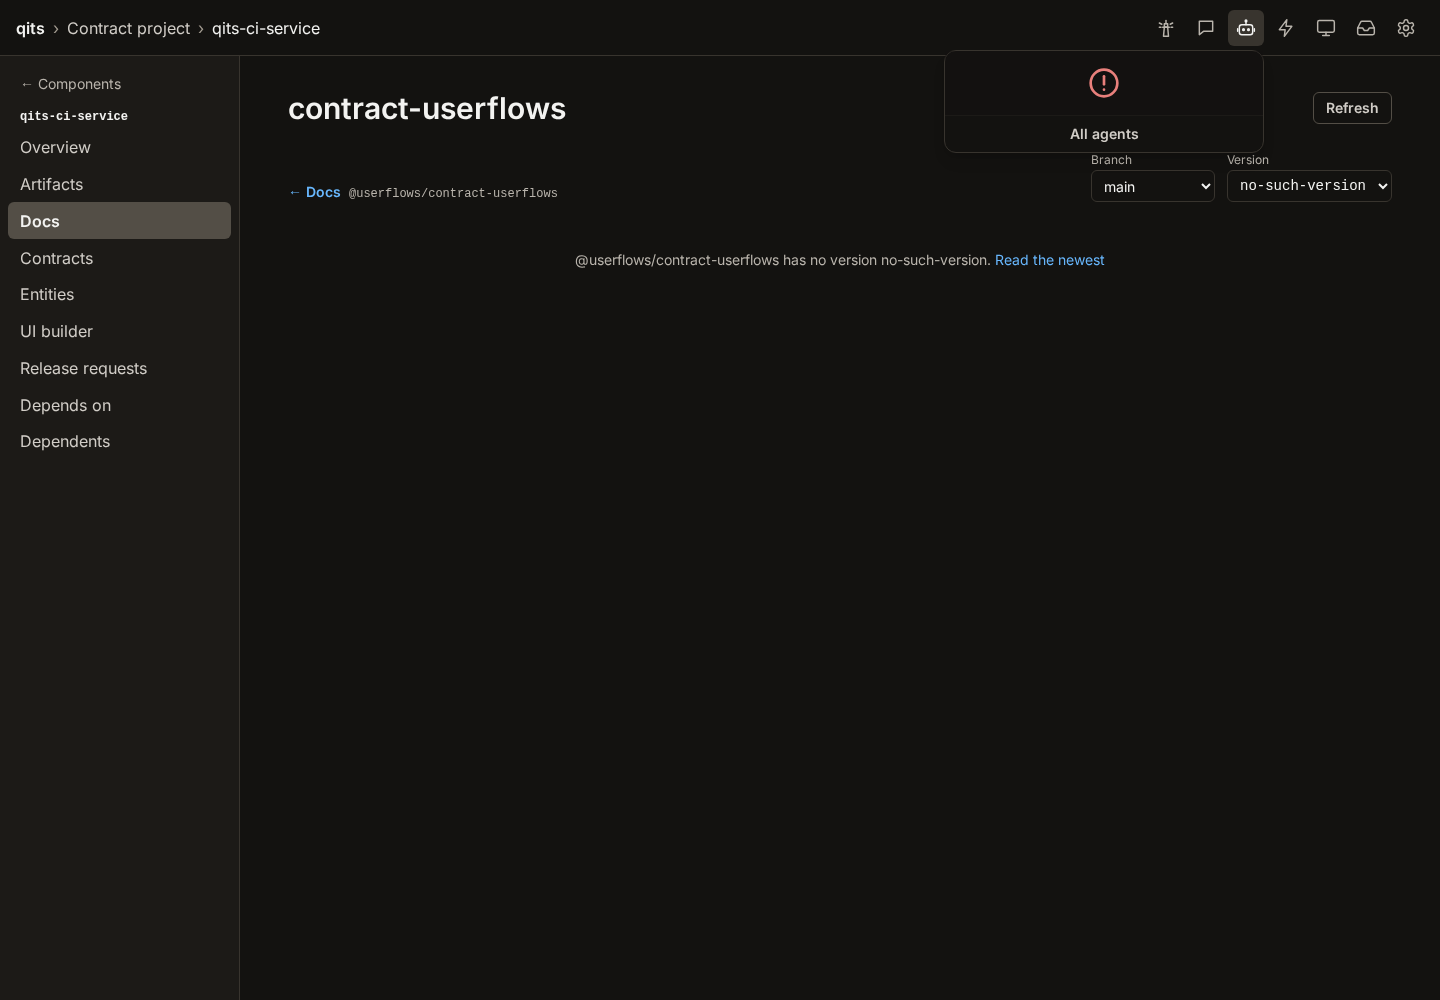 qits › Contract project › qits-ci-service
← Components
qits-ci-service
Overview
Artifacts
Docs
Contracts
Entities
UI builder
Release requests
Depends on
Dependents
contract-userflows
Refresh
All agents
← Docs @userflows/contract-userflows
Branch
main
Version
no-such-version
@userflows/contract-userflows has no version no-such-version. Read the newest